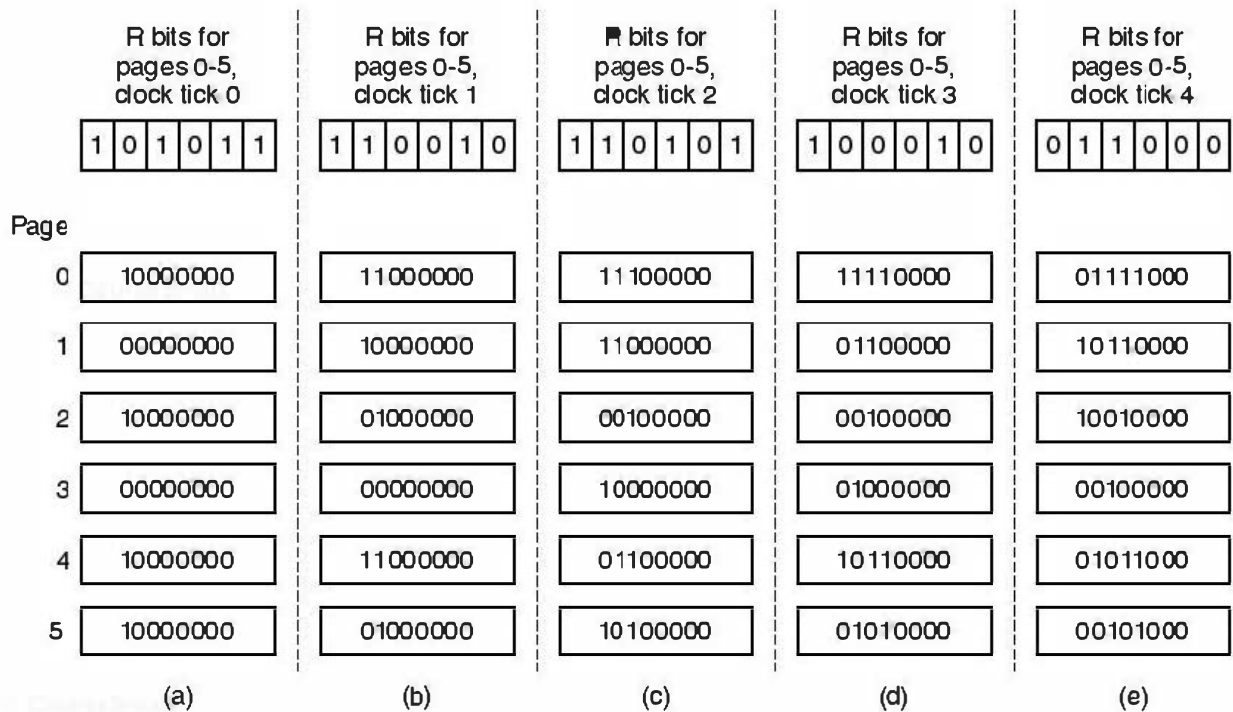 R bits for
pages 0-5,
clock tick 0
R bits for
pages 0-5,
clock tick 1
R bits for
pages 0-5,
clock tick 2
R bits for
pages 0-5,
clock tick 3
R bits for
pages 0-5,
clock tick 4
1 0 1 0 1 1
1 1 0 0 1 0
1 1 0 1 0 1
1 0 0 0 1 0
0 1 1 0 0 0
Page
0 10000000 11000000 11100000 11110000 01111000
1 00000000 10000000 11000000 01100000 10110000
2 10000000 01000000 00100000 00100000 10010000
3 00000000 00000000 10000000 01000000 00100000
4 10000000 11000000 01100000 10110000 01011000
5 10000000 01000000 10100000 01010000 00101000
(a) (b) (c) (d) (e)